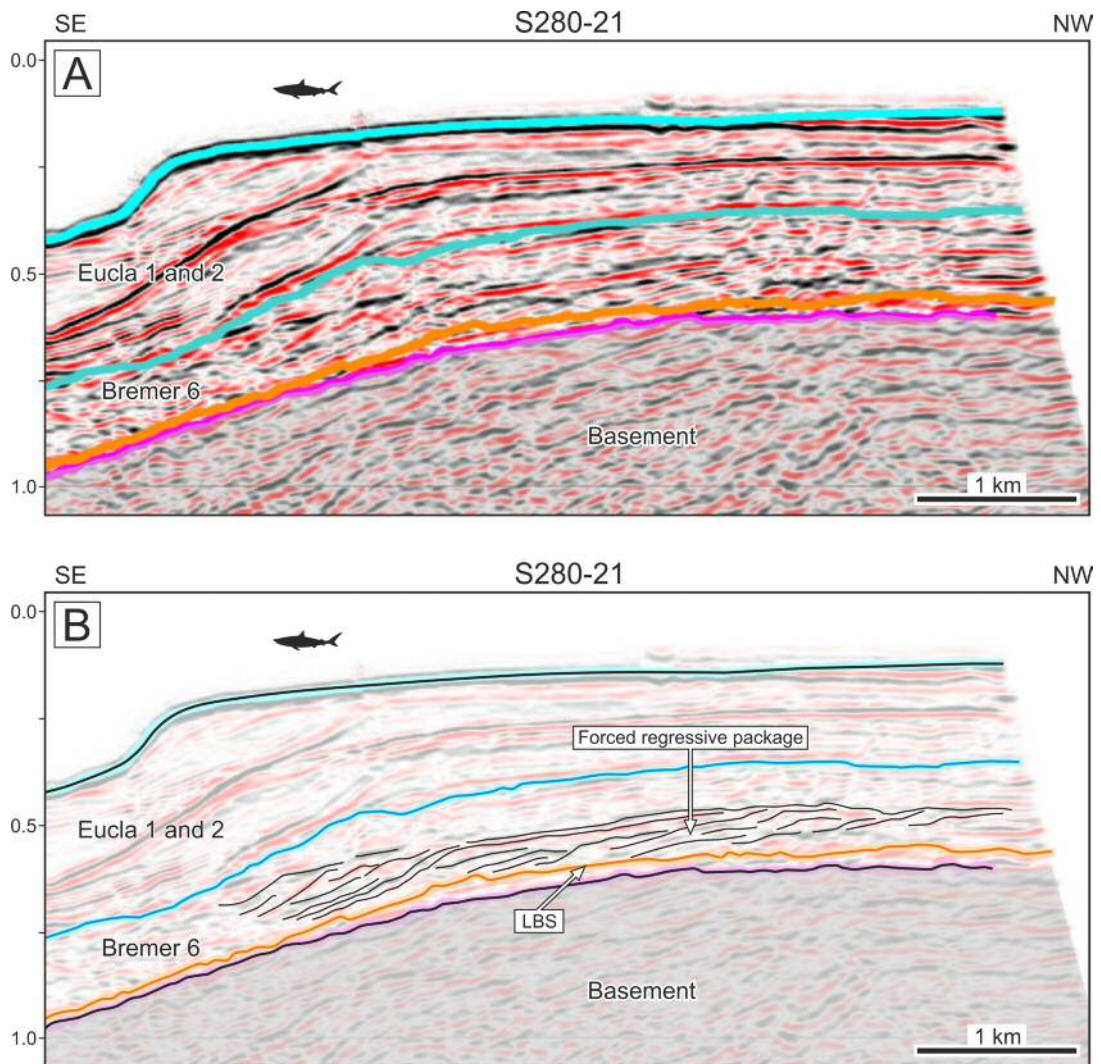 SE S280-21 NW
0.0
A
Eucla 1 and 2
0.5
Bremer 6
Basement
1.0
1 km
SE S280-21 NW
0.0
B
Forced regressive package
Eucla 1 and 2
0.5
LBS
Bremer 6
Basement
1.0
1 km